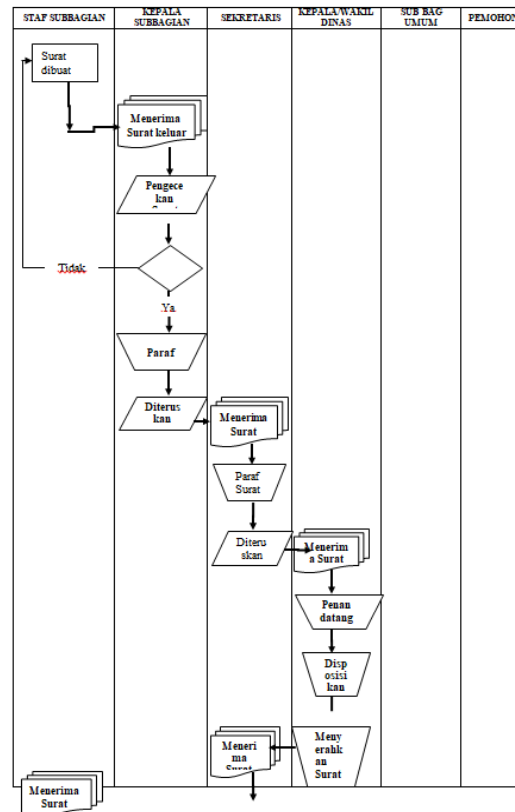 STAF SUBBAGIAN
KEPALA
SUBBAGIAN
SEKRETARIS
KEPALA/WAKIL
DINAS
SUB BAG
UMUM
PEMOHON
Surat
dibuat
Menerima
Surat keluar
Pengece
kan
Tidak
Ya
Paraf
Diterus
kan
Menerima
Surat
Paraf
Surat
Diteru
skan
Menerim
a Surat
Penan
datang
Disp
osisi
kan
Meny
erahk
an
Surat
Meneri
ma
Surat
Menerima
Surat